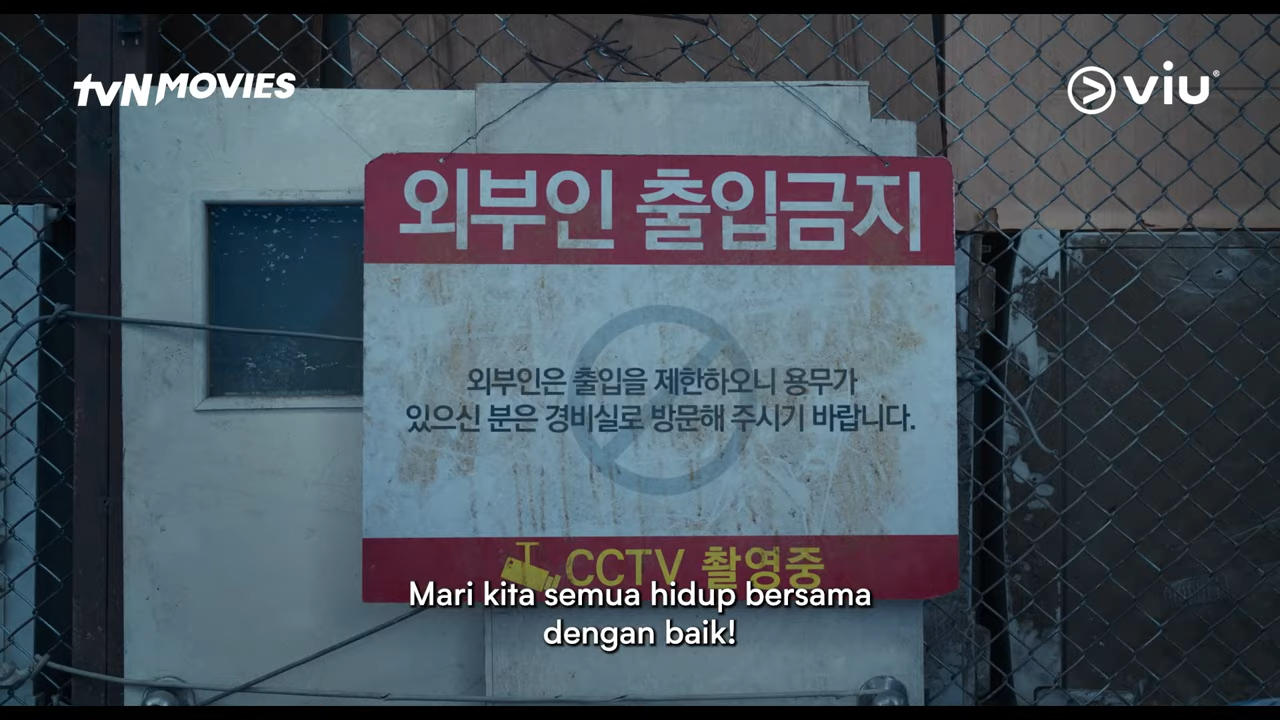 tvN MOVIES
viu
외부인 출입금지
외부인은 출입을 제한하오니 용무가
있으신 분은 경비실로 방문해 주시기 바랍니다.
CCTV 촬영중
Mari kita semua hidup bersama
dengan baik!